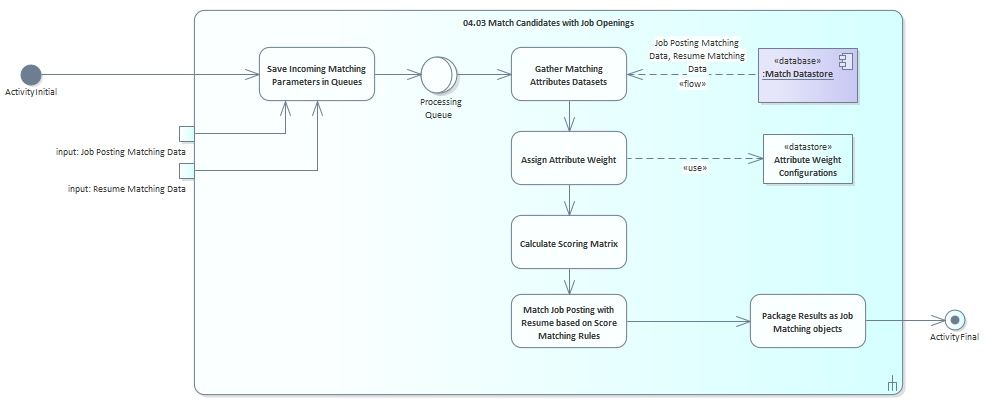 04.03 Match Candidates with Job Openings
ActivityInitial
Save Incoming Matching
Parameters in Queues
Processing
Queue
Gather Matching
Attributes Datasets
Job Posting Matching
Data, Resume Matching
Data
«flow»
«database»
:Match Datastore
input: Job Posting Matching Data
input: Resume Matching Data
Assign Attribute Weight
«use»
«datastore»
Attribute Weight
Configurations
Calculate Scoring Matrix
Match Job Posting with
Resume based on Score
Matching Rules
Package Results as Job
Matching objects
ActivityFinal